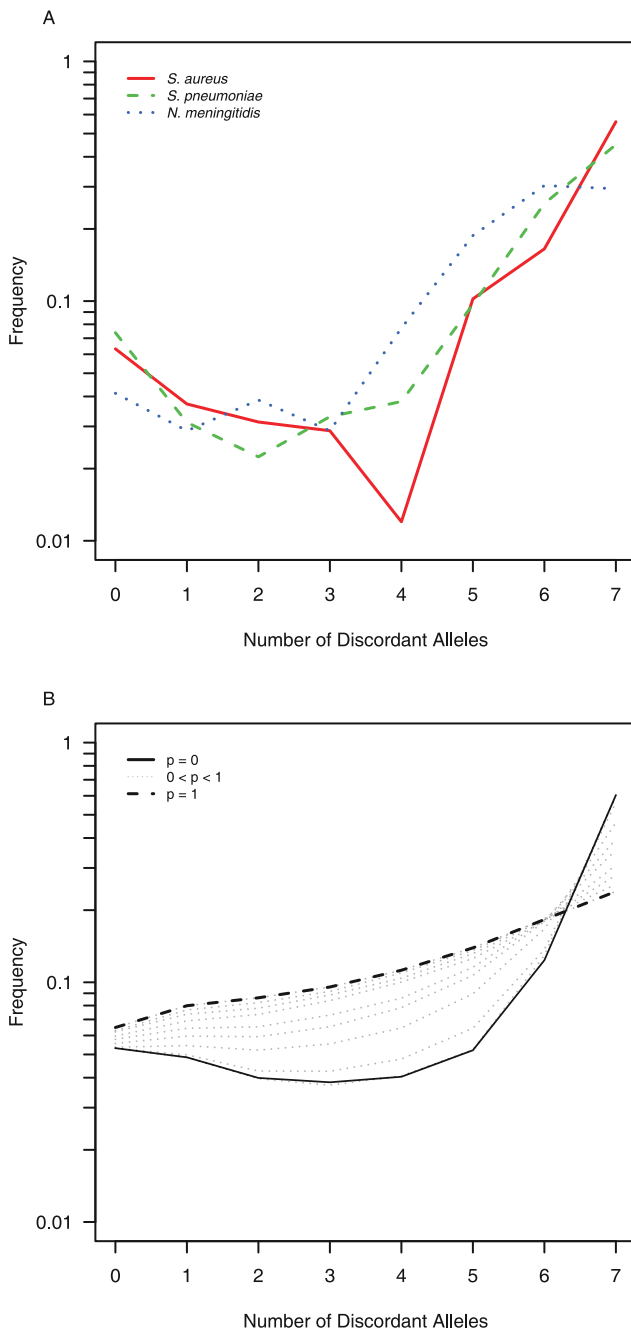 A
1
S. aureus
S. pneumoniae
N. meningitidis
Frequency
0.1
0.01
0 1 2 3 4 5 6 7
Number of Discordant Alleles
B
1
p = 0
0 < p < 1
p = 1
Frequency
0.1
0.01
0 1 2 3 4 5 6 7
Number of Discordant Alleles